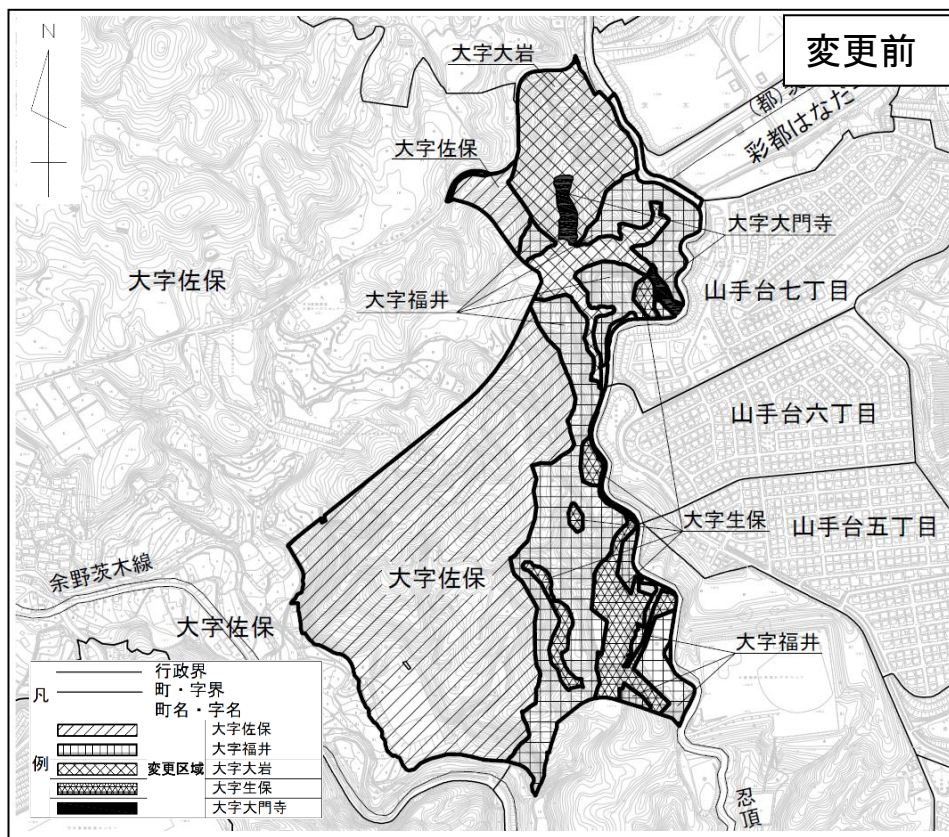 変更前
N
大字大岩
(都)
彩都はなだ
大字佐保
大字大門寺
大字佐保
山手台七丁目
大字福井
山手台六丁目
大字生保
山手台五丁目
余野茨木線
大字佐保
大字佐保
大字福井
忍頂
凡例
行政界
町・字界
町名・字名
変更区域
大字佐保
大字福井
大字大岩
大字生保
大字大門寺